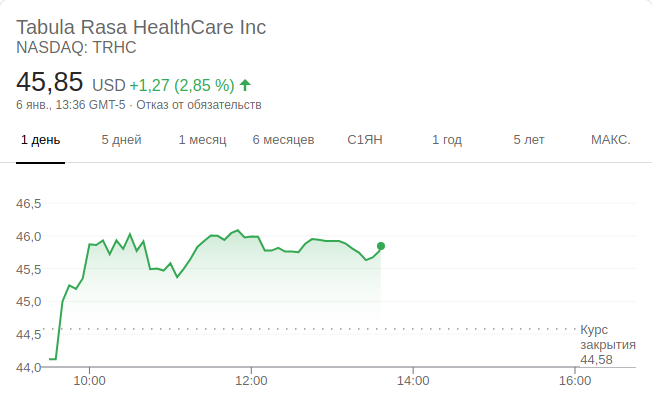 Tabula Rasa HealthCare Inc
NASDAQ: TRHC
45,85 USD +1,27 (2,85 %)
6 янв., 13:36 GMT-5 · Отказ от обязательств
1 день 5 дней 1 месяц 6 месяцев С1ЯН 1 год 5 лет МАКС.
46,5
46,0
45,5
45,0
44,5
44,0
Курс
закрытия
44,58
10:00 12:00 14:00 16:00